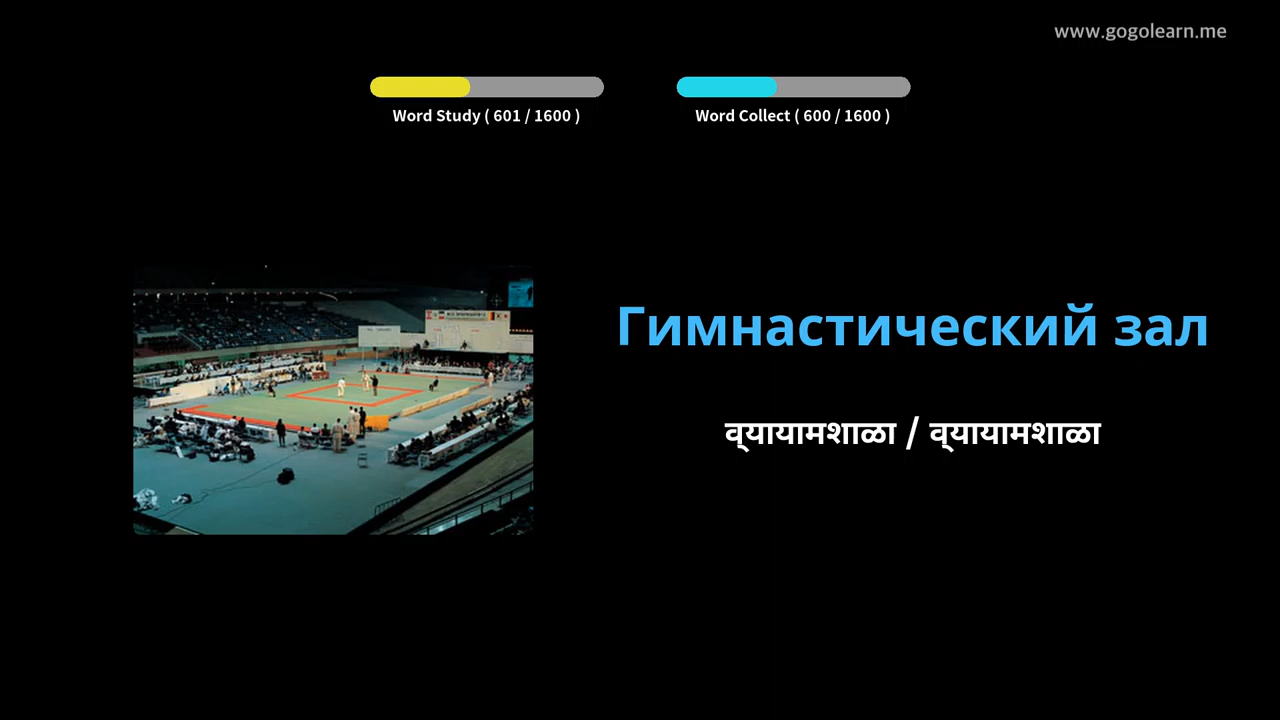 www.gogolearn.me
Word Study ( 601 / 1600 )
Word Collect ( 600 / 1600 )
Гимнастический зал
व्यायामशाळा / व्यायामशाळा